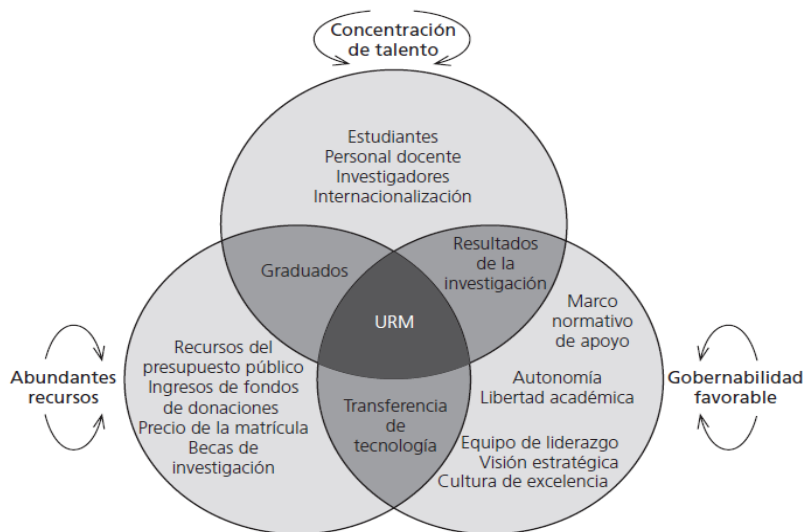 Concentración
de talento
Estudiantes
Personal docente
Investigadores
Internacionalización
Graduados
Resultados
de la
investigación
URM
Marco
normativo
de apoyo
Abundantes
recursos
Recursos del
presupuesto público
Ingresos de fondos
de donaciones
Precio de la matrícula
Becas de
investigación
Transferencia
de
tecnología
Autonomía
Libertad académica
Equipo de liderazgo
Visión estratégica
Cultura de excelencia
Gobernabilidad
favorable